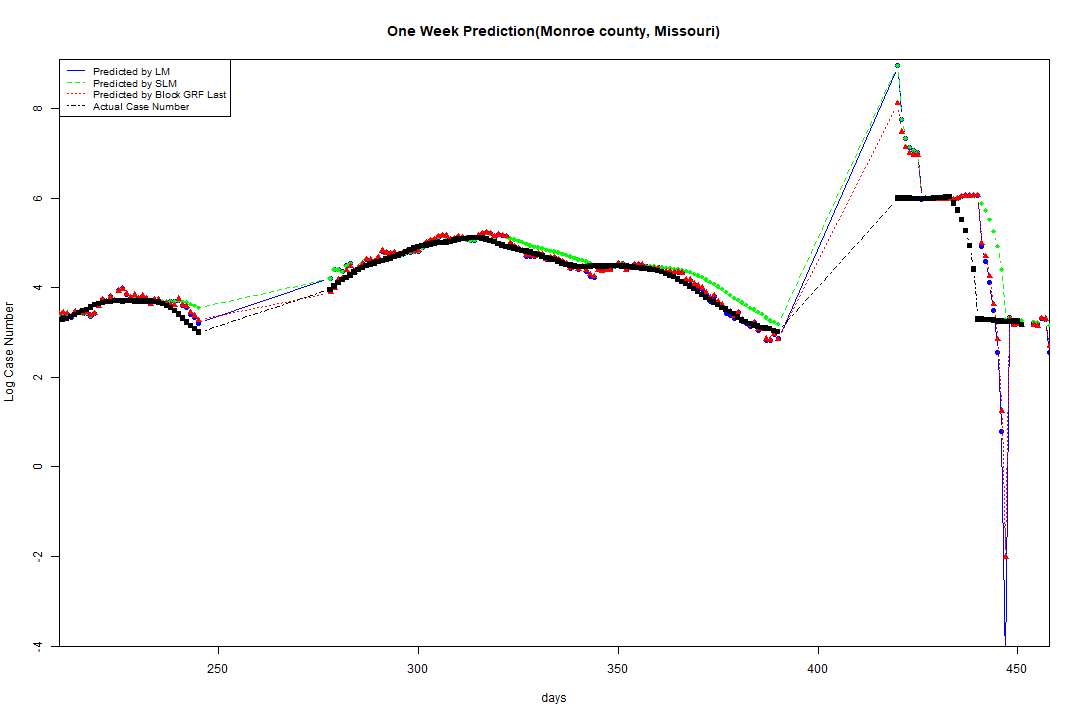 One Week Prediction(Monroe county, Missouri)
Predicted by LM
Predicted by SLM
Predicted by Block GRF Last
Actual Case Number
8
6
4
2
0
-2
-4
Log Case Number
250 300 350 400 450
days